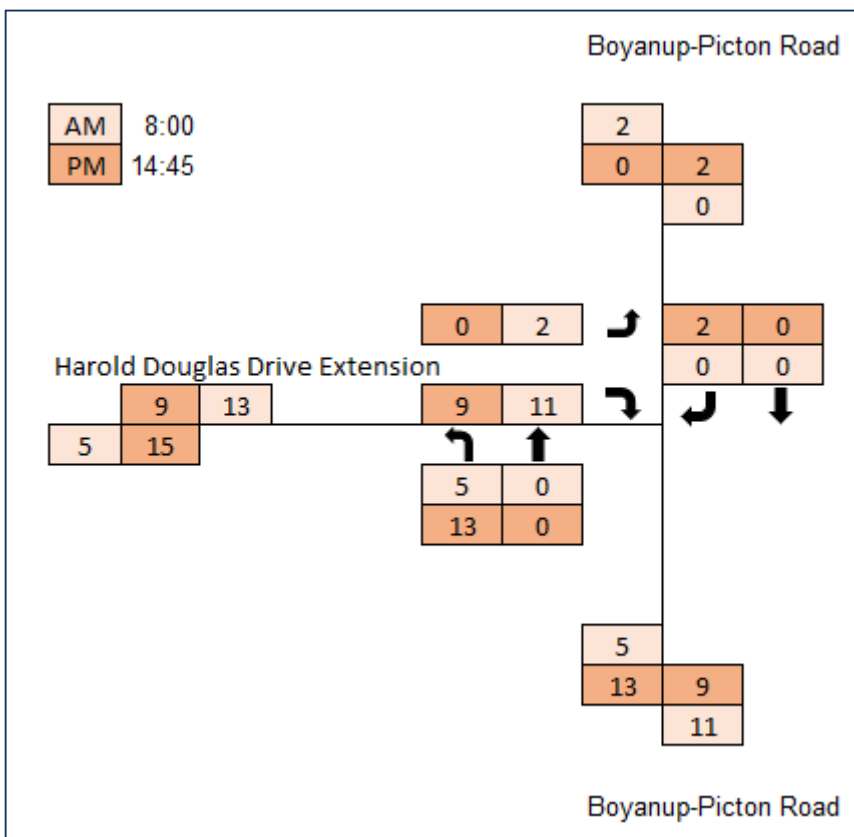 Boyanup-Picton Road
AM 8:00
2
PM 14:45
0 2
0
0 2
2 0
Harold Douglas Drive Extension
0 0
9 13
9 11
5 15
5 0
13 0
5
13 9
11
Boyanup-Picton Road